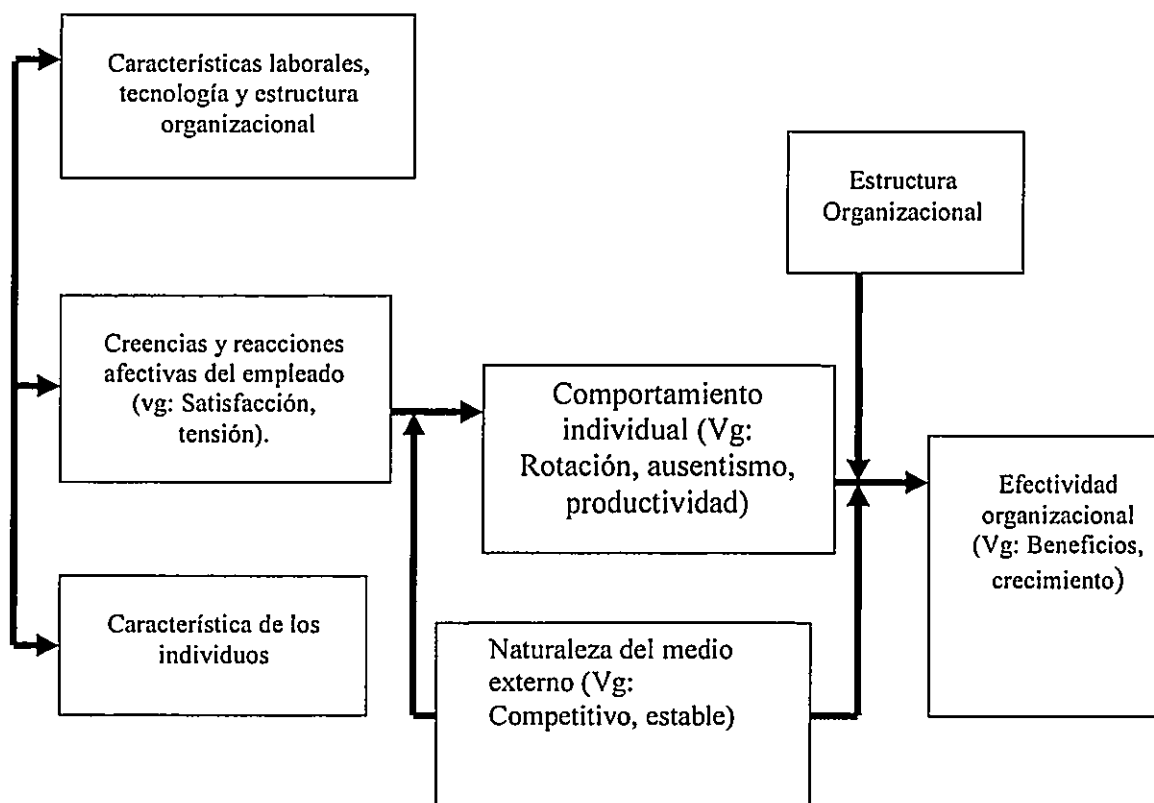 Características laborales,
tecnología y estructura
organizacional
Estructura
Organizacional
Creencias y reacciones
afectivas del empleado
(vg: Satisfacción,
tensión).
Comportamiento
individual (Vg:
Rotación, ausentismo,
productividad)
Efectividad
organizacional
(Vg: Beneficios,
crecimiento)
Característica de los
individuos
Naturaleza del medio
externo (Vg:
Competitivo, estable)